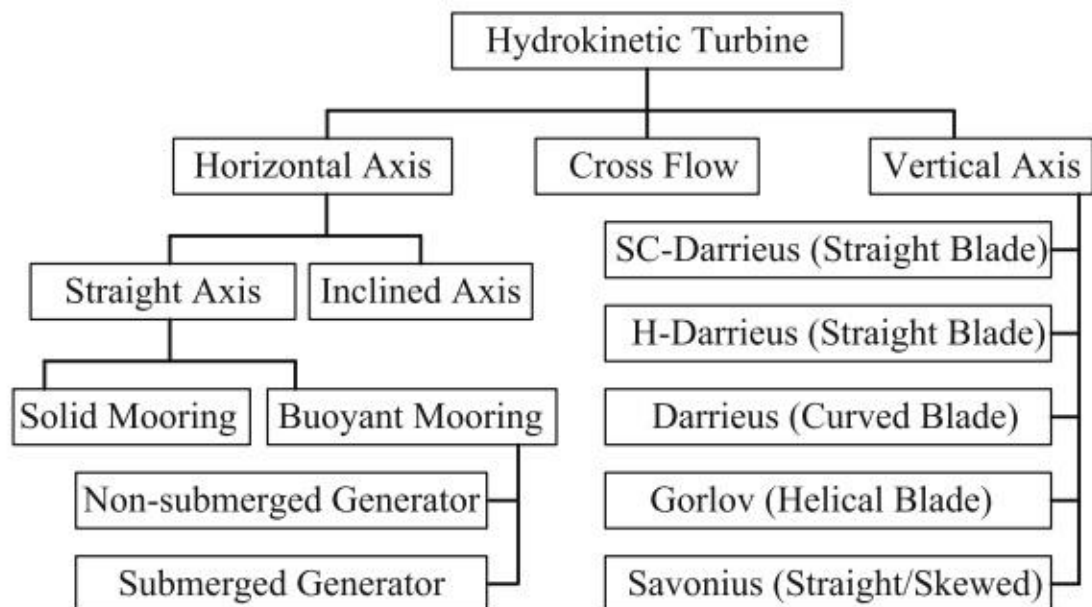 Hydrokinetic Turbine
Horizontal Axis
Cross Flow
Vertical Axis
SC-Darrieus (Straight Blade)
Straight Axis
Inclined Axis
H-Darrieus (Straight Blade)
Solid Mooring
Buoyant Mooring
Darrieus (Curved Blade)
Non-submerged Generator
Gorlov (Helical Blade)
Submerged Generator
Savonius (Straight/Skewed)